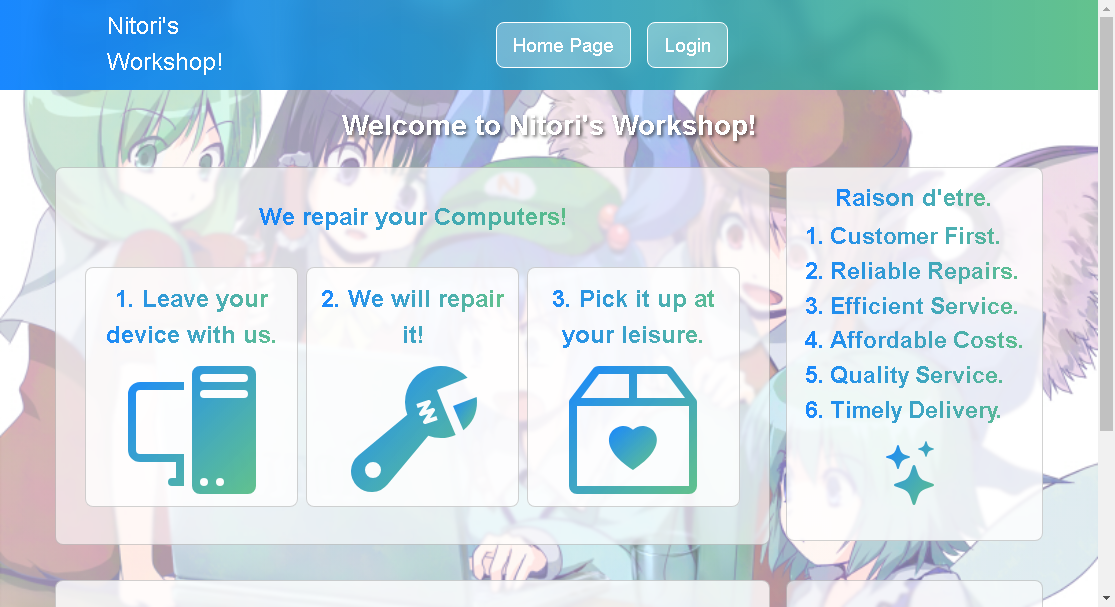 Nitori's
Workshop!
Home Page
Login
Welcome to Nitori's Workshop!
We repair your Computers!
1. Leave your
device with us.
2. We will repair
it!
3. Pick it up at
your leisure.
N
N
Raison d'etre.
1. Customer First.
2. Reliable Repairs.
3. Efficient Service.
4. Affordable Costs.
5. Quality Service.
6. Timely Delivery.